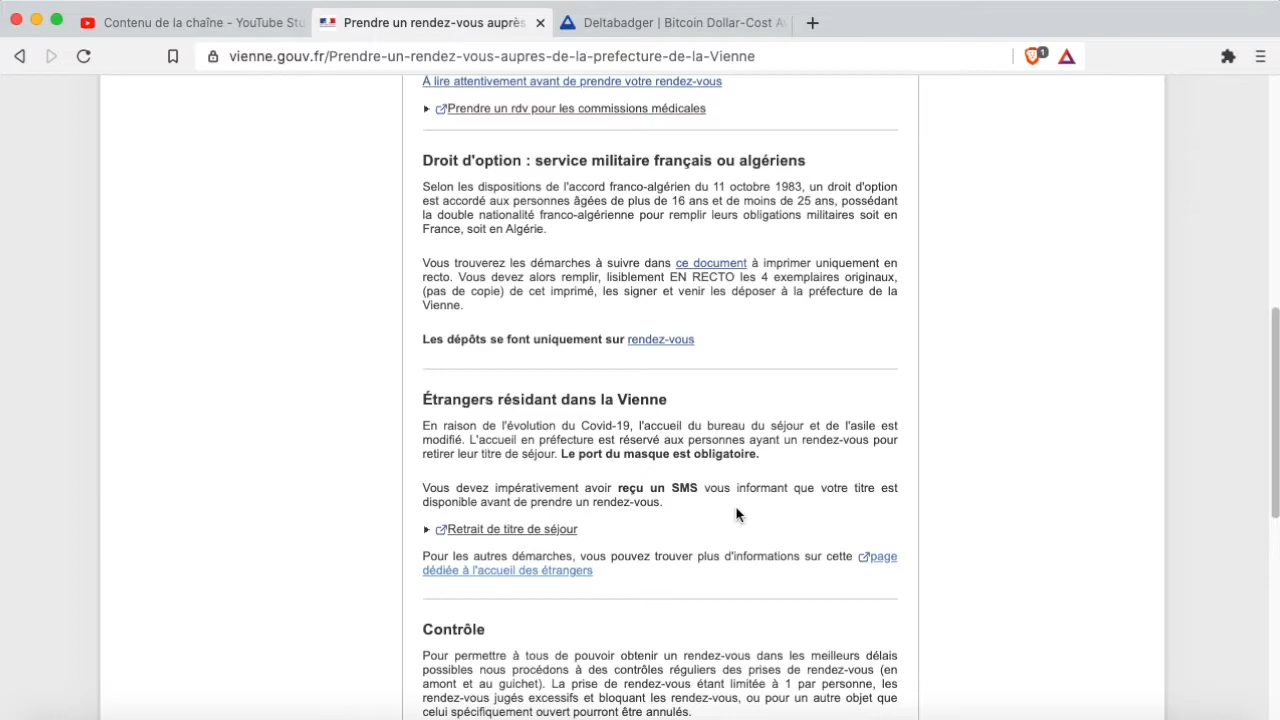 Contenu de la chaîne - YouTube Stu
Prendre un rendez-vous auprès
Deltabadger | Bitcoin Dollar-Cost Av
vienne.gouv.fr/Prendre-un-rendez-vous-aupres-de-la-prefecture-de-la-Vienne
1
A lire attentivement avant de prendre votre rendez-vous
Prendre un rdv pour les commissions médicales
Droit d'option : service militaire français ou algériens
Selon les dispositions de l'accord franco-algérien du 11 octobre 1983, un droit d'option
est accordé aux personnes âgées de plus de 16 ans et de moins de 25 ans, possédant
la double nationalité franco-algérienne pour remplir leurs obligations militaires soit en
France, soit en Algérie.
Vous trouverez les démarches à suivre dans ce document à imprimer uniquement en
recto. Vous devez alors remplir, lisiblement EN RECTO les 4 exemplaires originaux,
(pas de copie) de cet imprimé, les signer et venir les déposer à la préfecture de la
Vienne.
Les dépôts se font uniquement sur rendez-vous
Étrangers résidant dans la Vienne
En raison de l'évolution du Covid-19, l'accueil du bureau du séjour et de l'asile est
modifié. L'accueil en préfecture est réservé aux personnes ayant un rendez-vous pour
retirer leur titre de séjour. Le port du masque est obligatoire.
Vous devez impérativement avoir reçu un SMS vous informant que votre titre est
disponible avant de prendre un rendez-vous.
Retrait de titre de séjour
Pour les autres démarches, vous pouvez trouver plus d'informations sur cette page
dédiée à l'accueil des étrangers
Contrôle
Pour permettre à tous de pouvoir obtenir un rendez-vous dans les meilleurs délais
possibles nous procédons à des contrôles réguliers des prises de rendez-vous (en
amont et au guichet). La prise de rendez-vous étant limitée à 1 par personne, les
rendez-vous jugés excessifs et bloquant les rendez-vous, ou pour un autre objet que
celui spécifiquement ouvert pourront être annulés.